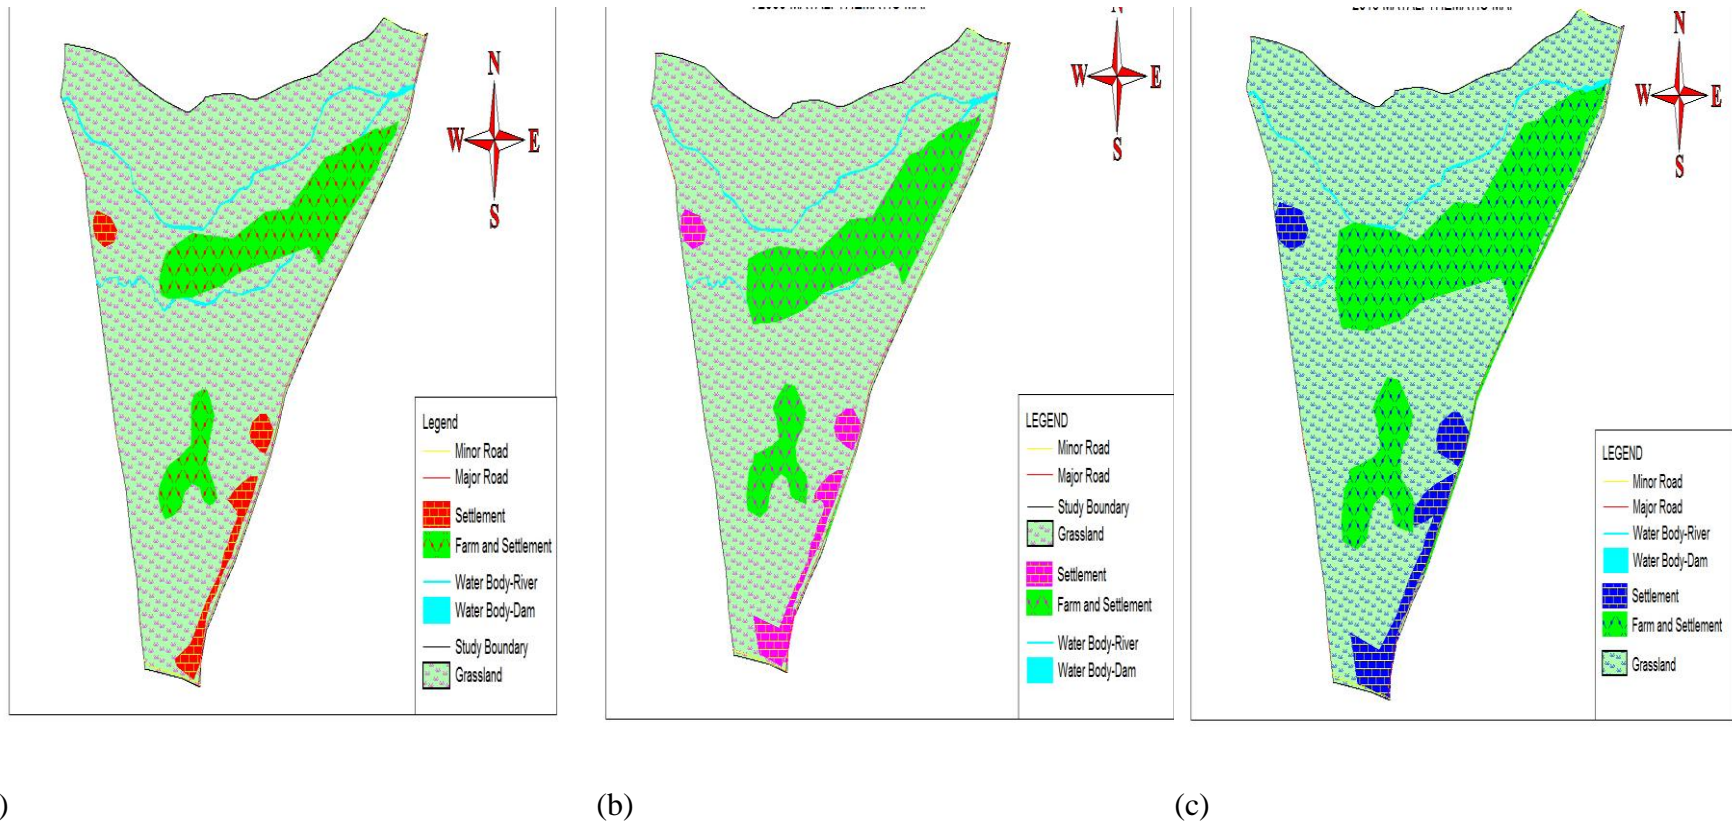 N
W E
S
Legend
Minor Road
Major Road
Settlement
Farm and Settlement
Water Body-River
Water Body-Dam
Study Boundary
Grassland
)
N
W E
S
LEGEND
Minor Road
Major Road
Study Boundary
Grassland
Settlement
Farm and Settlement
Water Body-River
Water Body-Dam
(b)
N
W E
S
LEGEND
Minor Road
Major Road
Water Body-River
Water Body-Dam
Settlement
Farm and Settlement
Grassland
(c)